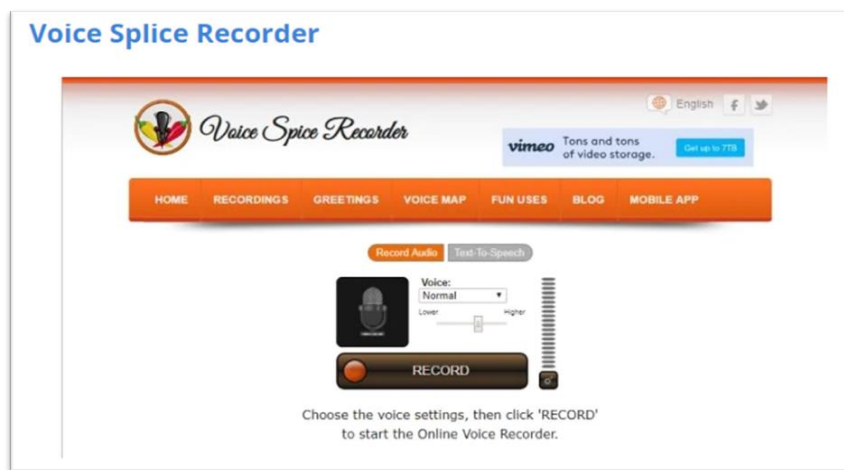 Voice Splice Recorder
English
Voice Spice Recorder
vimeo
Tons and tons
of video storage.
Get up to 7TB
HOME RECORDINGS GREETINGS VOICE MAP FUN USES BLOG MOBILE APP
Record Audio Text-To-Speech
Voice:
Normal
Lower Higher
RECORD
Choose the voice settings, then click 'RECORD'
to start the Online Voice Recorder.